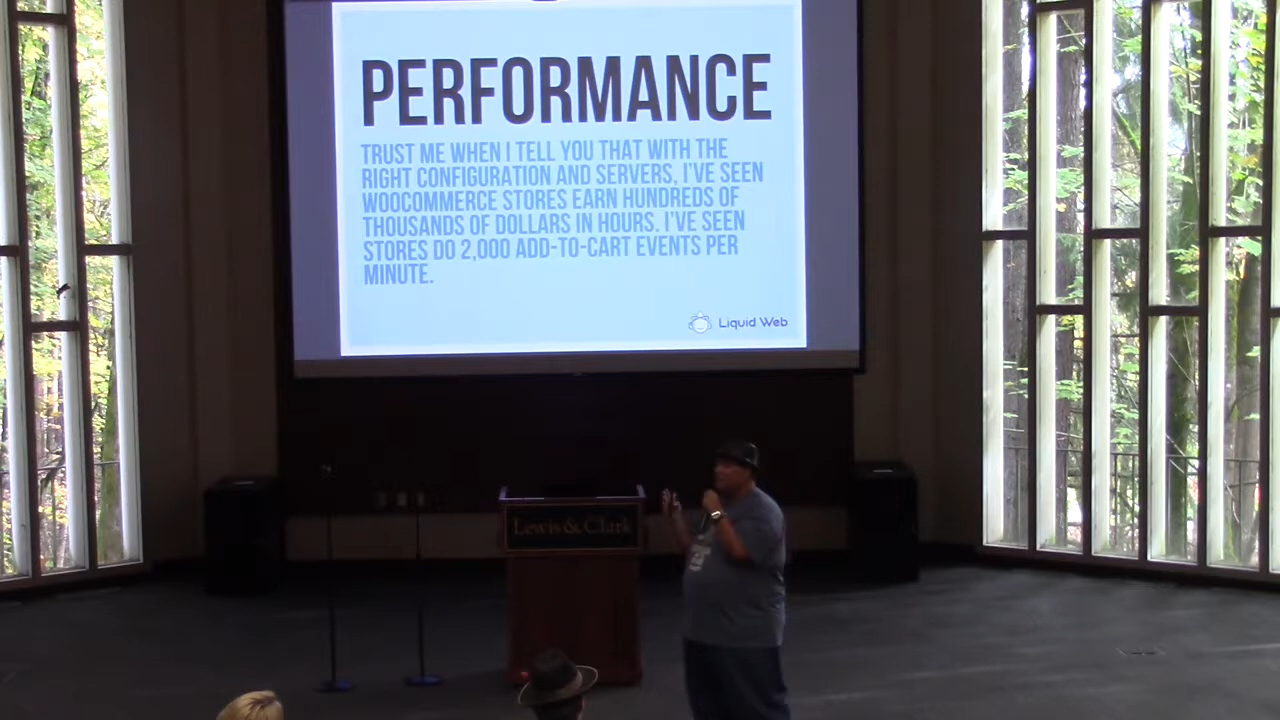 PERFORMANCE
TRUST ME WHEN I TELL YOU THAT WITH THE
RIGHT CONFIGURATION AND SERVERS, I'VE SEEN
WOOCOMMERCE STORES EARN HUNDREDS OF
THOUSANDS OF DOLLARS IN HOURS. I'VE SEEN
STORES DO 2,000 ADD-TO-CART EVENTS PER
MINUTE.
Liquid Web
Lewis & Clark